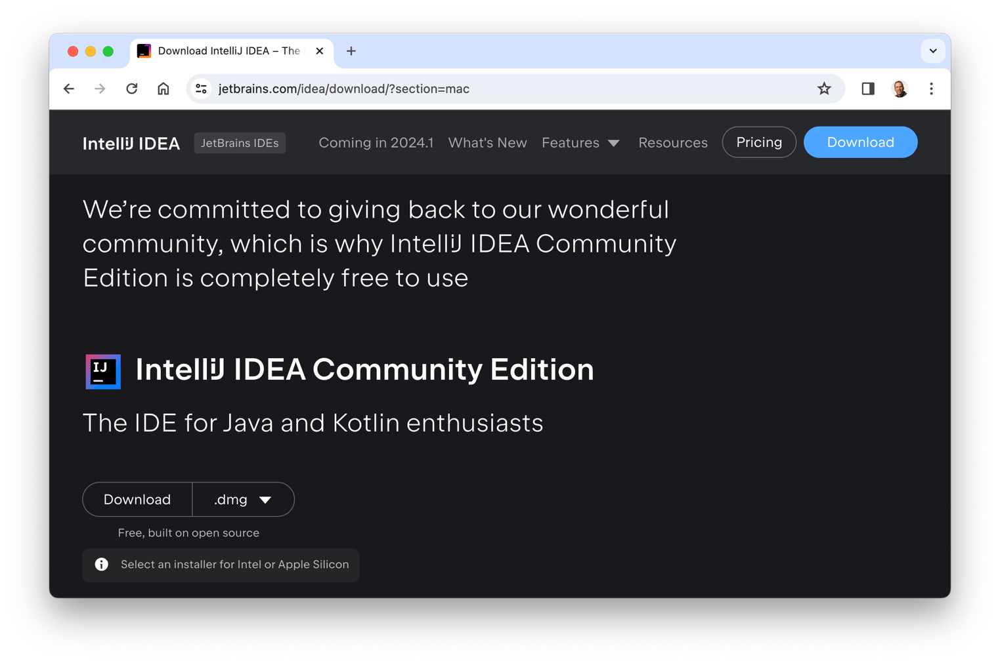 Download IntelliJ IDEA – The
jetbrains.com/idea/download/?section=mac
IntelliJ IDEA
JetBrains IDEs
Coming in 2024.1
What's New
Features
Resources
Pricing
Download
We’re committed to giving back to our wonderful
community, which is why IntelliJ IDEA Community
Edition is completely free to use
IJ
IntelliJ IDEA Community Edition
The IDE for Java and Kotlin enthusiasts
Download
.dmg
Free, built on open source
Select an installer for Intel or Apple Silicon